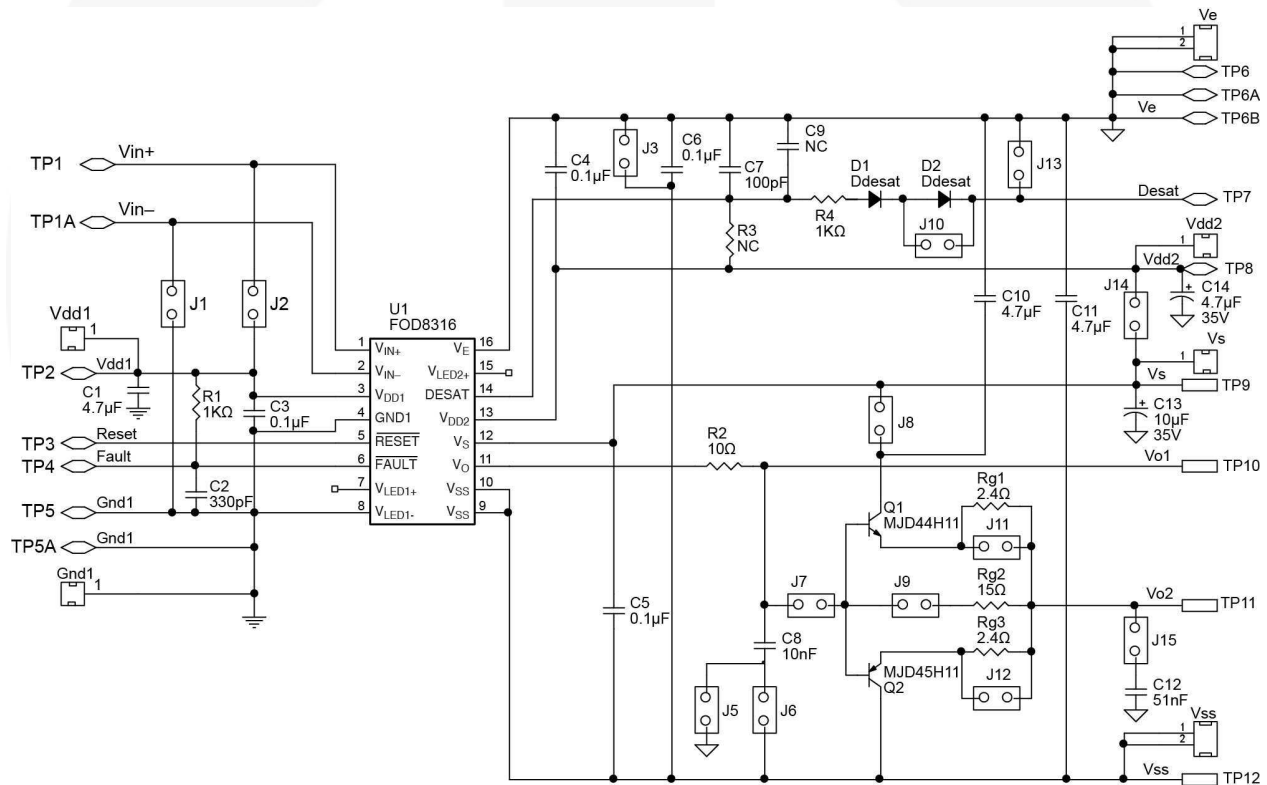 Ve
1
2
TP6
TP6A
Ve
TP6B
TP1
Vin+
C4
0.1µF
J3
C6
0.1µF
C7
100pF
C9
NC
J13
D1
Ddesat
D2
Ddesat
Desat
TP7
TP1A
Vin–
R3
NC
R4
1KΩ
J10
Vdd2
1
Vdd2
TP8
J1
J2
Vdd1
1
U1
FOD8316
C10
4.7µF
C11
4.7µF
J14
C14
4.7µF
35V
+
Vs
1
TP2
Vdd1
1
VIN+
VE
16
2
VIN–
VLED2+
15
3
VDD1
DESAT
14
4
GND1
VDD2
13
5
RESET
VS
12
6
FAULT
VO
11
7
VLED1+
VSS
10
8
VLED1-
VSS
9
Vs
TP9
C1
4.7µF
R1
1KΩ
C3
0.1µF
J8
+
C13
10µF
35V
TP3
Reset
TP4
Fault
R2
10Ω
Vo1
TP10
C2
330pF
TP5
Gnd1
Q1
MJD44H11
Rg1
2.4Ω
J11
TP5A
Gnd1
Gnd1
1
C5
0.1µF
J7
J9
Rg2
15Ω
Vo2
TP11
Rg3
2.4Ω
C8
10nF
J15
MJD45H11
Q2
J12
J5
J6
C12
51nF
Vss
1
2
Vss
TP12